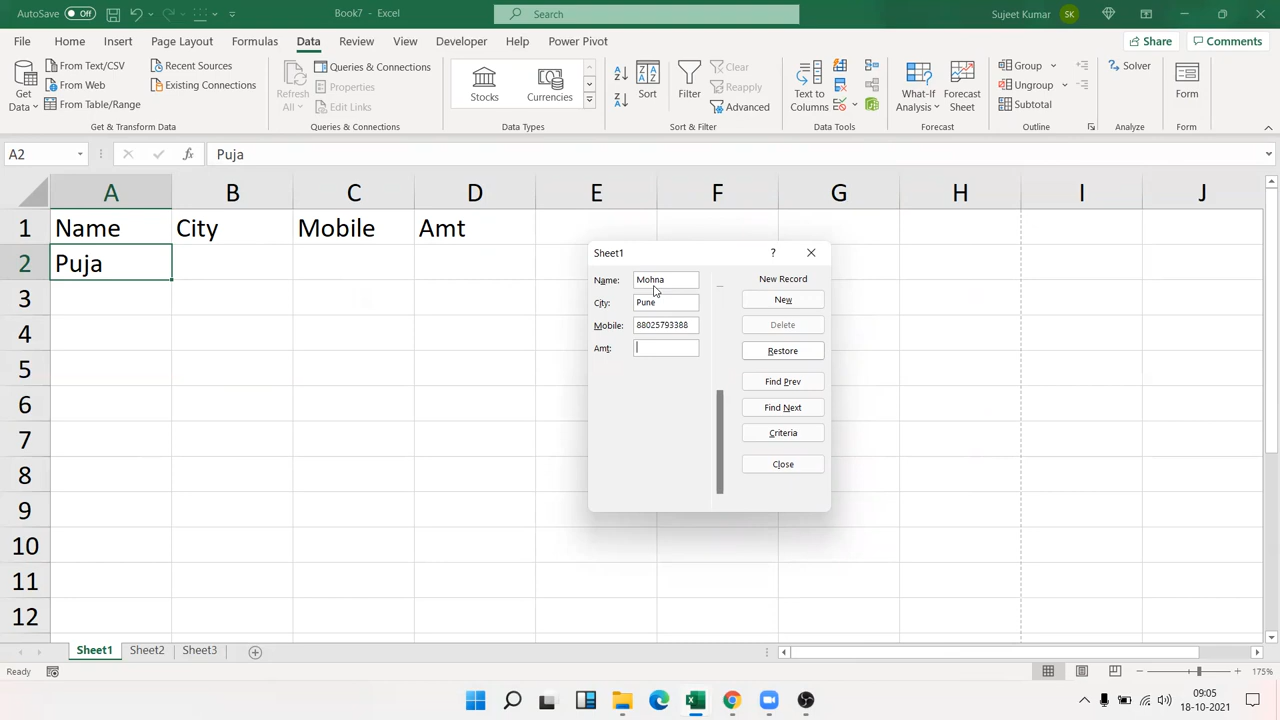 AutoSave Off Book7 - Excel Search Sujeet Kumar SK
File Home Insert Page Layout Formulas Data Review View Developer Help Power Pivot Share Comments
Get Data
From Text/CSV
From Web
From Table/Range
Recent Sources
Existing Connections
Get & Transform Data
Refresh All
Queries & Connections
Properties
Edit Links
Queries & Connections
Stocks
Currencies
Data Types
Sort
Filter
Clear
Reapply
Advanced
Sort & Filter
Text to Columns
Data Tools
What-If Analysis
Forecast Sheet
Forecast
Group
Ungroup
Subtotal
Outline
Solver
Analyze
Form
Form
A2 fx Puja
A B C D E F G H I J
1 Name City Mobile Amt
2 Puja
3
4
5
6
7
8
9
10
11
12
Sheet1 ?
Name: Mohna
City: Pune
Mobile: 88025793388
Amt:
New Record
New
Delete
Restore
Find Prev
Find Next
Criteria
Close
Sheet1 Sheet2 Sheet3
Ready 175%
09:05
18-10-2021